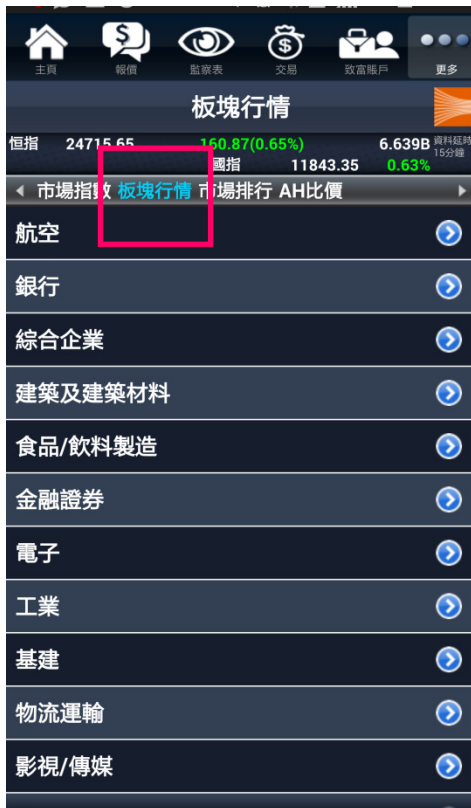 主頁 報價 監察表 交易 致富賬戶 更多
板塊行情
恒指 24715.65 160.87(0.65%) 6.639B 資料延時
國指 11843.35 0.63% 15分鐘
市場指數 板塊行情 市場排行 AH比價
航空
銀行
綜合企業
建築及建築材料
食品/飲料製造
金融證券
電子
工業
基建
物流運輸
影視/傳媒